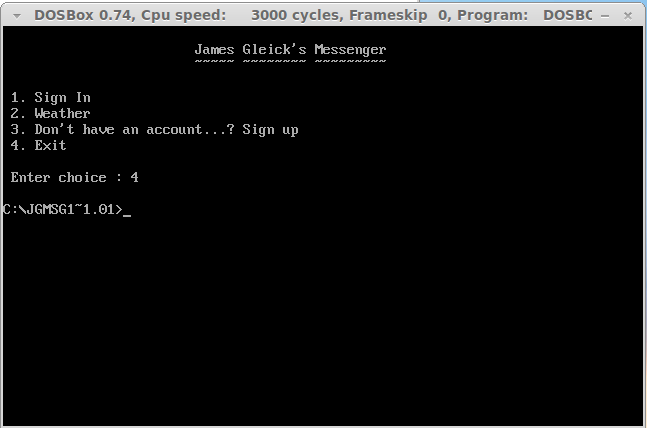 DOSBox 0.74, Cpu speed: 3000 cycles, Frameskip 0, Program: DOSBO
James Gleick's Messenger
~~~~~ ~~~~~~~~ ~~~~~~~~~
1. Sign In
2. Weather
3. Don't have an account...? Sign up
4. Exit
Enter choice : 4
C:\JGMSG1~1.01>_